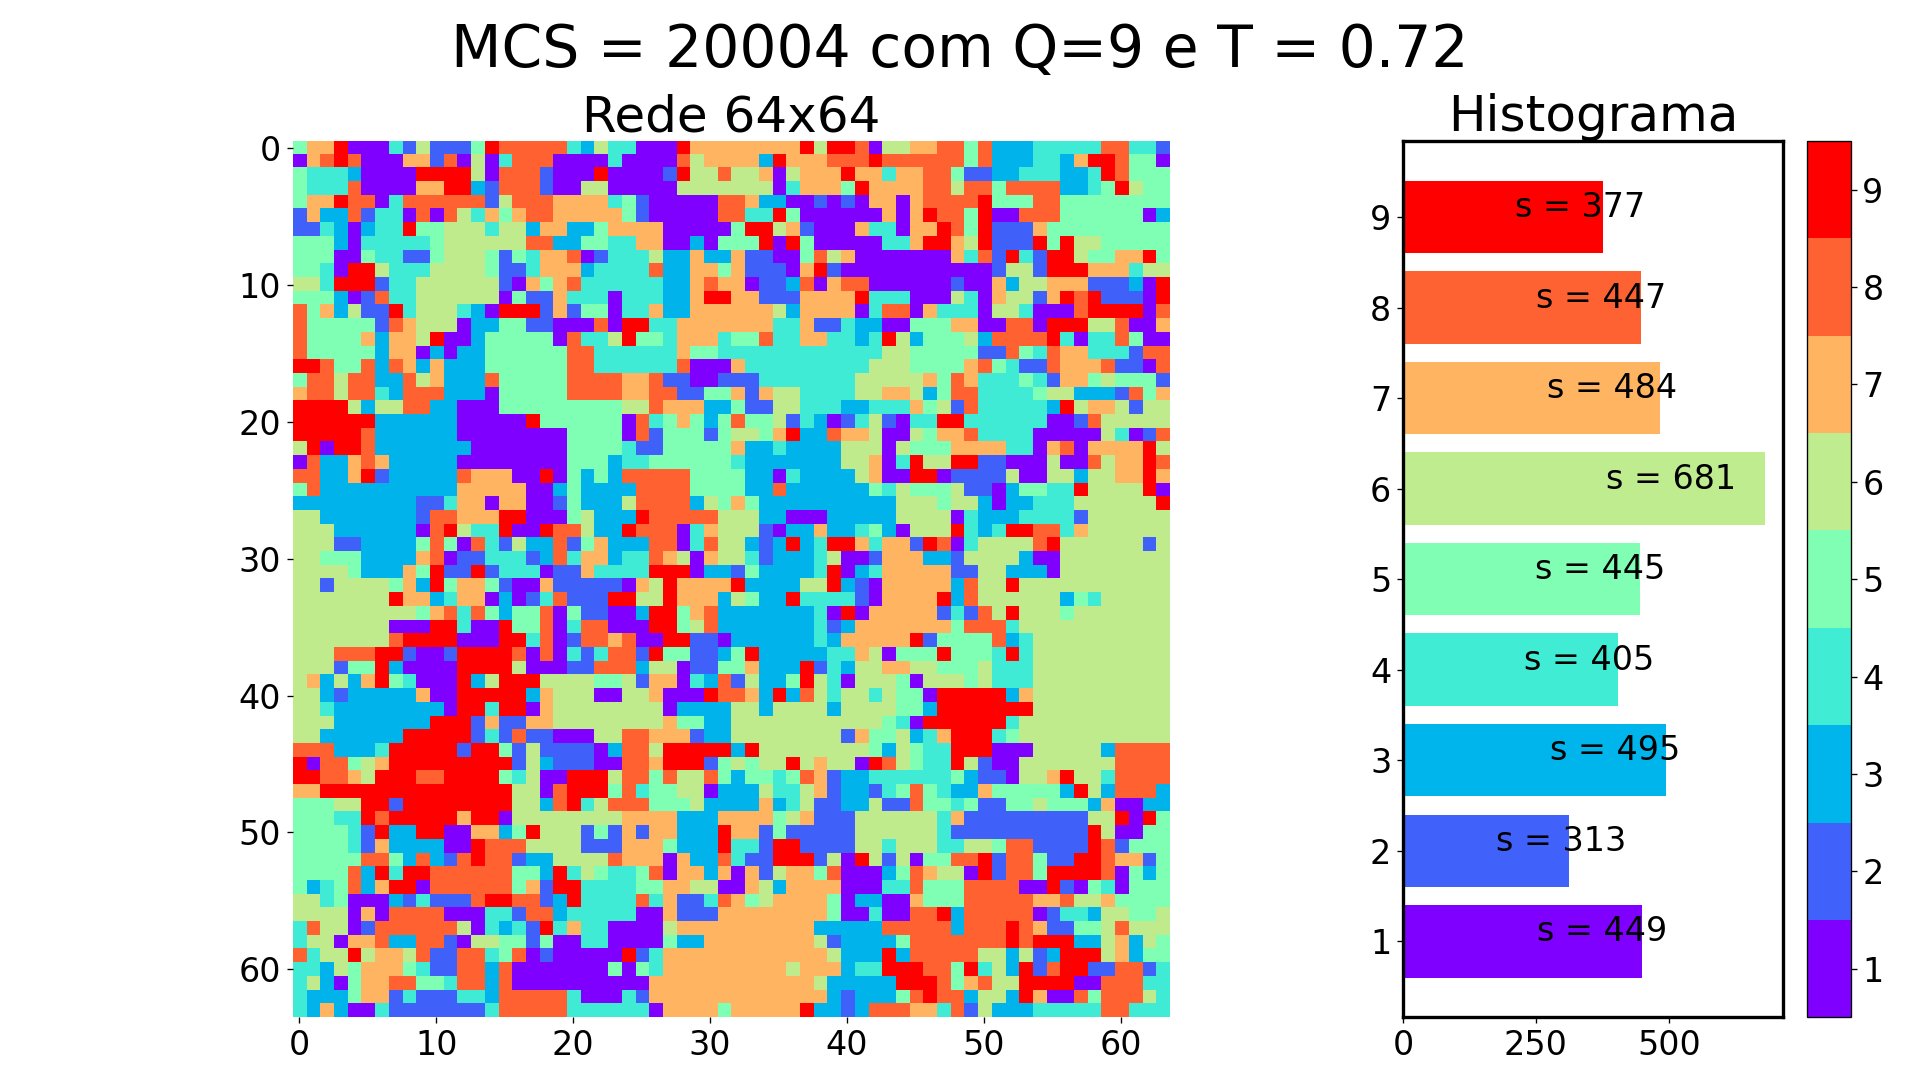 MCS = 20004 com Q=9 e T = 0.72
Rede 64x64
0
10
20
30
40
50
60
0 10 20 30 40 50 60
Histograma
9 s = 377
8 s = 447
7 s = 484
6 s = 681
5 s = 445
4 s = 405
3 s = 495
2 s = 313
1 s = 449
0 250 500
9
8
7
6
5
4
3
2
1